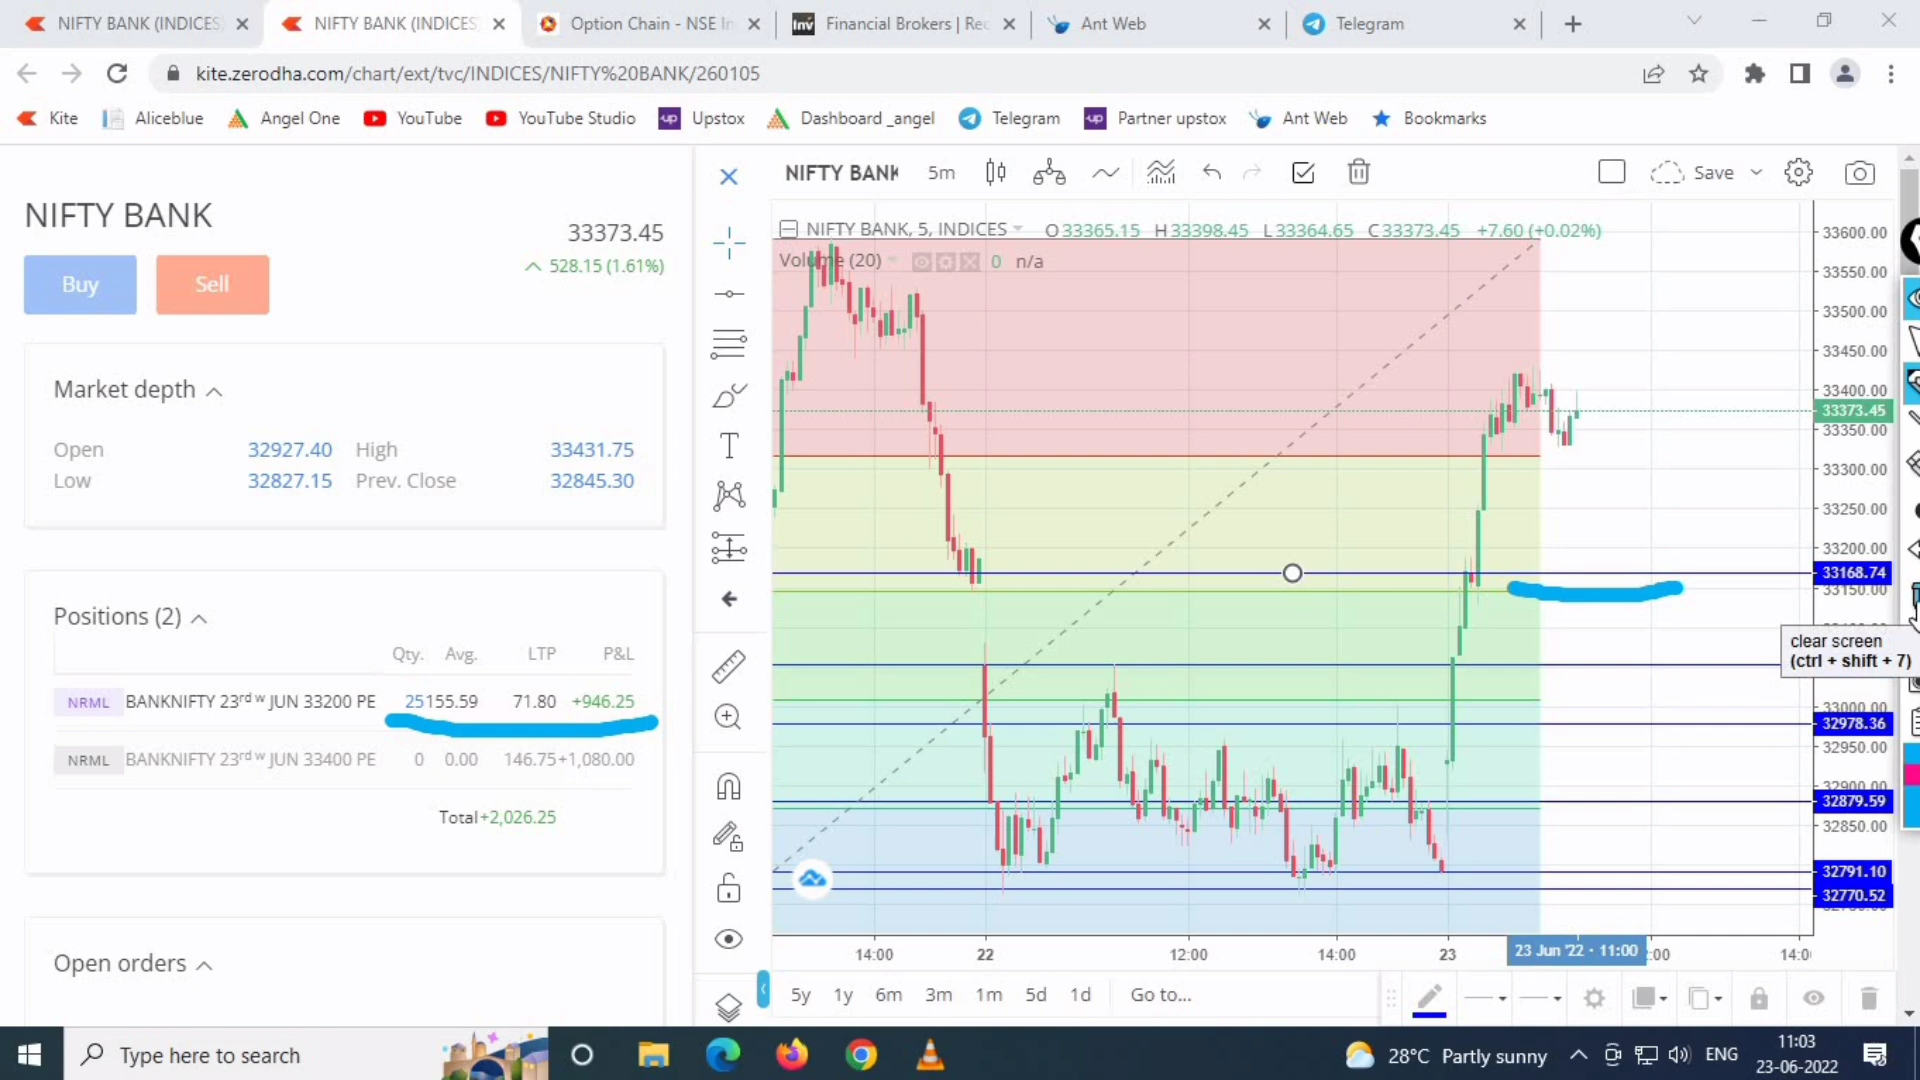 NIFTY BANK (INDICES
NIFTY BANK (INDICES
Option Chain - NSE In
Financial Brokers | Rec
Ant Web
Telegram
kite.zerodha.com/chart/ext/tvc/INDICES/NIFTY%20BANK/260105
Kite Aliceblue Angel One YouTube YouTube Studio Upstox Dashboard _angel Telegram Partner upstox Ant Web Bookmarks
NIFTY BANK
33373.45
528.15 (1.61%)
Buy Sell
Market depth
Open 32927.40 High 33431.75
Low 32827.15 Prev. Close 32845.30
Positions (2)
Qty. Avg. LTP P&L
NRML BANKNIFTY 23rd w JUN 33200 PE 25 155.59 71.80 +946.25
NRML BANKNIFTY 23rd w JUN 33400 PE 0 0.00 146.75 +1,080.00
Total +2,026.25
Open orders
NIFTY BANK 5m Save
NIFTY BANK, 5, INDICES O33365.15 H33398.45 L33364.65 C33373.45 +7.60 (+0.02%)
Volume (20) 0 n/a
33600.00
33550.00
33500.00
33450.00
33400.00
33373.45
33350.00
33300.00
33250.00
33200.00
33168.74
33150.00
clear screen
(ctrl + shift + 7)
33000.00
32978.36
32950.00
32900.00
32879.59
32850.00
32791.10
32770.52
14:00 22 12:00 14:00 23 23 Jun '22 - 11:00 :00 14:0
5y 1y 6m 3m 1m 5d 1d Go to...
Type here to search
28°C Partly sunny
ENG
11:03
23-06-2022